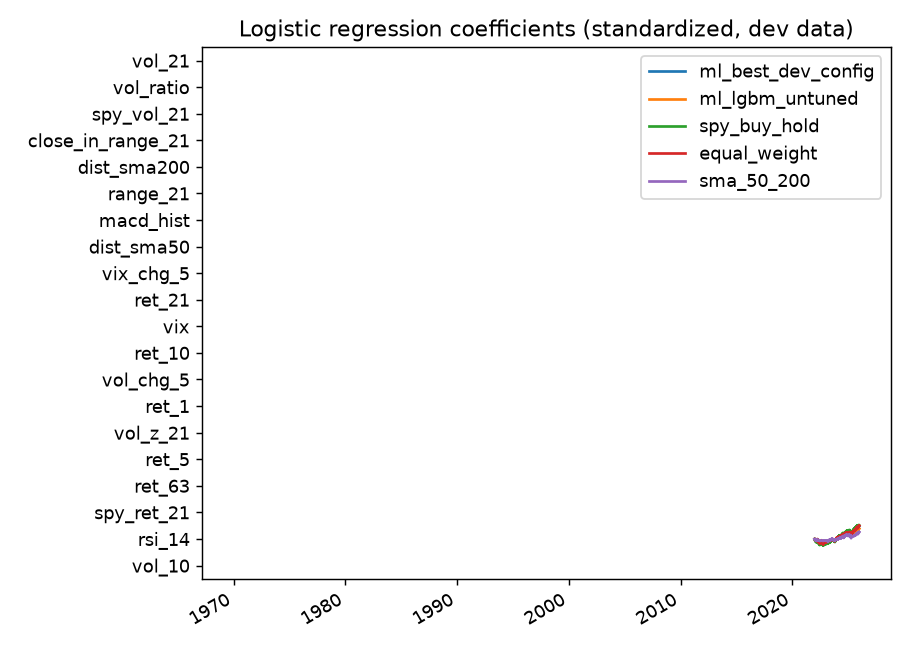 Logistic regression coefficients (standardized, dev data)
vol_21
vol_ratio
spy_vol_21
close_in_range_21
dist_sma200
range_21
macd_hist
dist_sma50
vix_chg_5
ret_21
vix
ret_10
vol_chg_5
ret_1
vol_z_21
ret_5
ret_63
spy_ret_21
rsi_14
vol_10
ml_best_dev_config
ml_lgbm_untuned
spy_buy_hold
equal_weight
sma_50_200
1970 1980 1990 2000 2010 2020